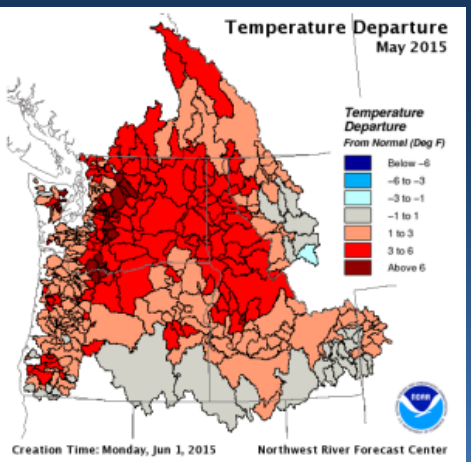 Temperature Departure
May 2015
Temperature
Departure
From Normal (Deg F)
Below -6
-6 to -3
-3 to -1
-1 to 1
1 to 3
3 to 6
Above 6
NOAA
Creation Time: Monday, Jun 1, 2015
Northwest River Forecast Center